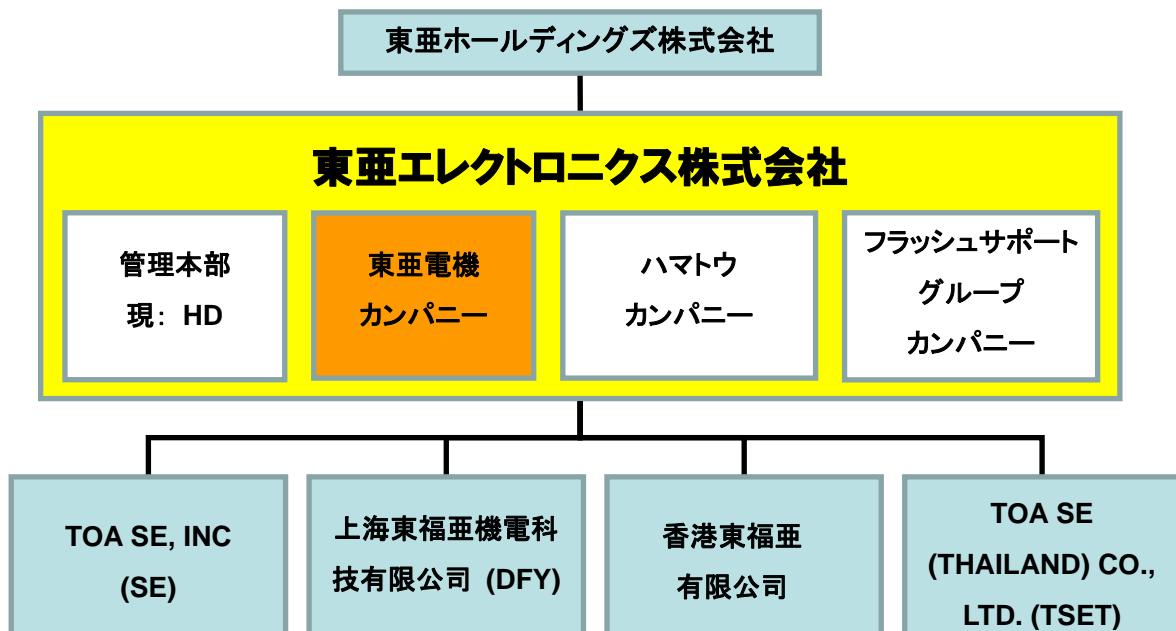 東亜ホールディングズ株式会社
東亜エレクトロニクス株式会社
管理本部
現: HD
東亜電機
カンパニー
ハマトウ
カンパニー
フラッシュサポート
グループ
カンパニー
TOA SE, INC
(SE)
上海東福亜機電科
技有限公司 (DFY)
香港東福亜
有限公司
TOA SE
(THAILAND) CO.,
LTD. (TSET)